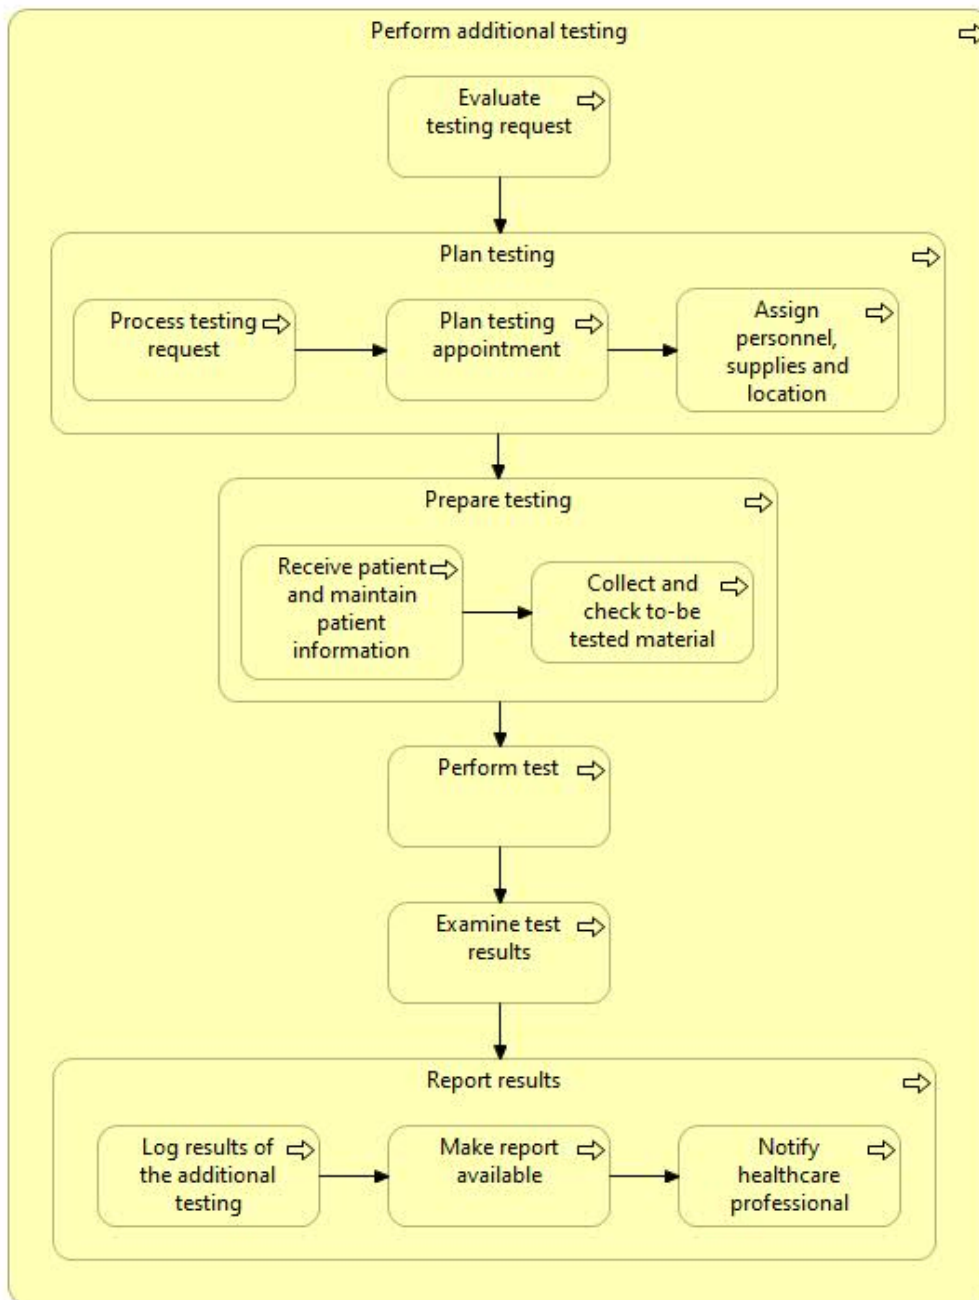 Perform additional testing
Evaluate
testing request
Plan testing
Process testing
request
Plan testing
appointment
Assign
personnel,
supplies and
location
Prepare testing
Receive patient
and maintain
patient
information
Collect and
check to-be
tested material
Perform test
Examine test
results
Report results
Log results of
the additional
testing
Make report
available
Notify
healthcare
professional